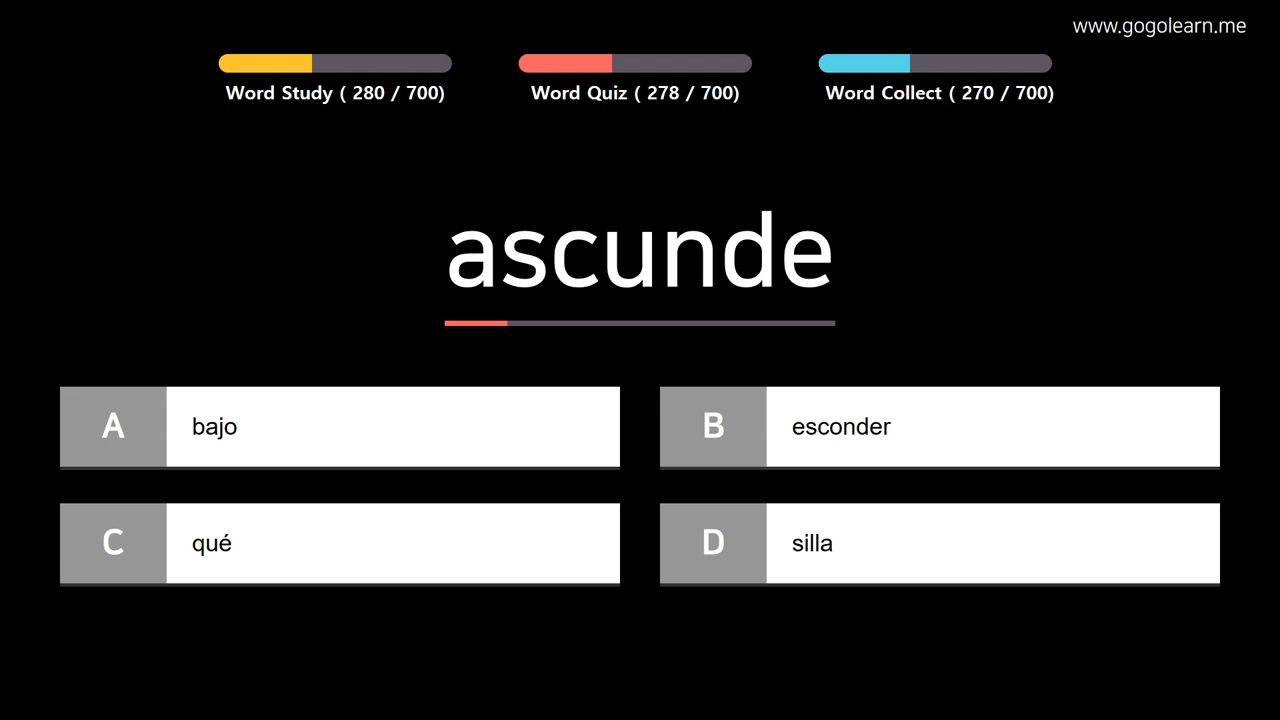 www.gogolearn.me
Word Study ( 280 / 700)
Word Quiz ( 278 / 700)
Word Collect ( 270 / 700)
ascunde
A
bajo
B
esconder
C
qué
D
silla